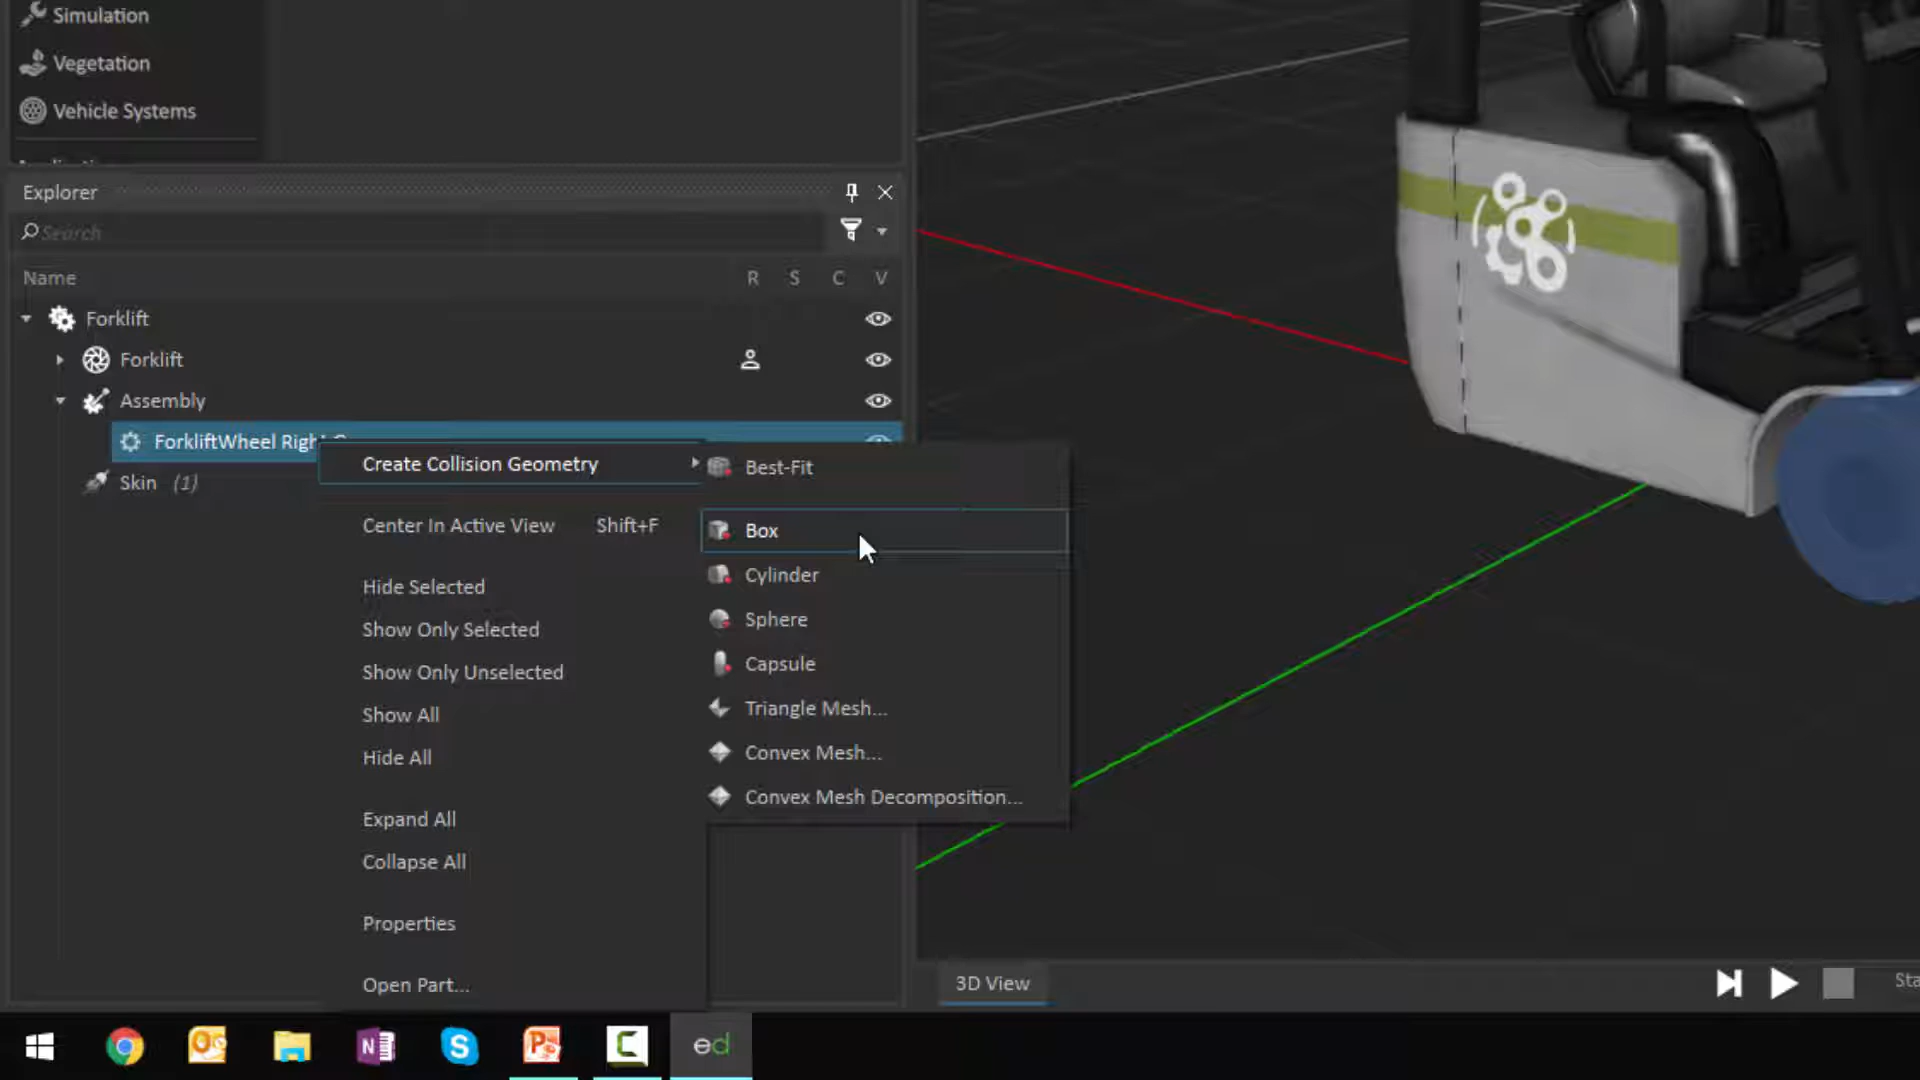 Simulation
Vegetation
Vehicle Systems
Explorer
Search
Name R S C V
Forklift
Forklift
Assembly
ForkliftWheel
Skin (1)
Create Collision Geometry
Center In Active View Shift+F
Hide Selected
Show Only Selected
Show Only Unselected
Show All
Hide All
Expand All
Collapse All
Properties
Open Part...
Best-Fit
Box
Cylinder
Sphere
Capsule
Triangle Mesh...
Convex Mesh...
Convex Mesh Decomposition...
3D View
ed